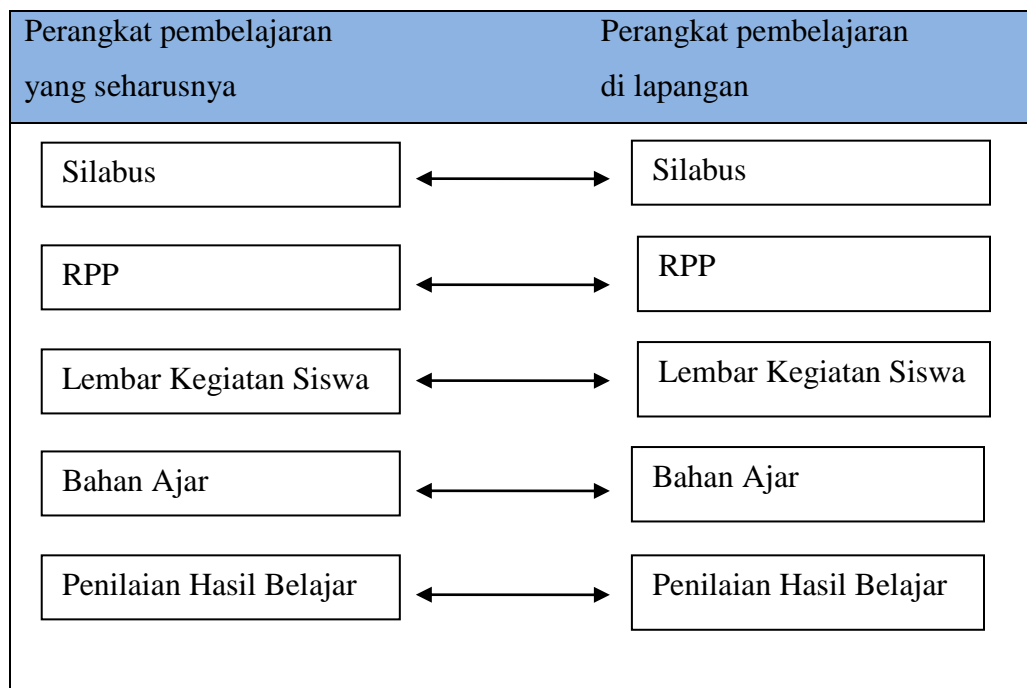 Perangkat pembelajaran
yang seharusnya
Perangkat pembelajaran
di lapangan
Silabus
Silabus
RPP
RPP
Lembar Kegiatan Siswa
Lembar Kegiatan Siswa
Bahan Ajar
Bahan Ajar
Penilaian Hasil Belajar
Penilaian Hasil Belajar